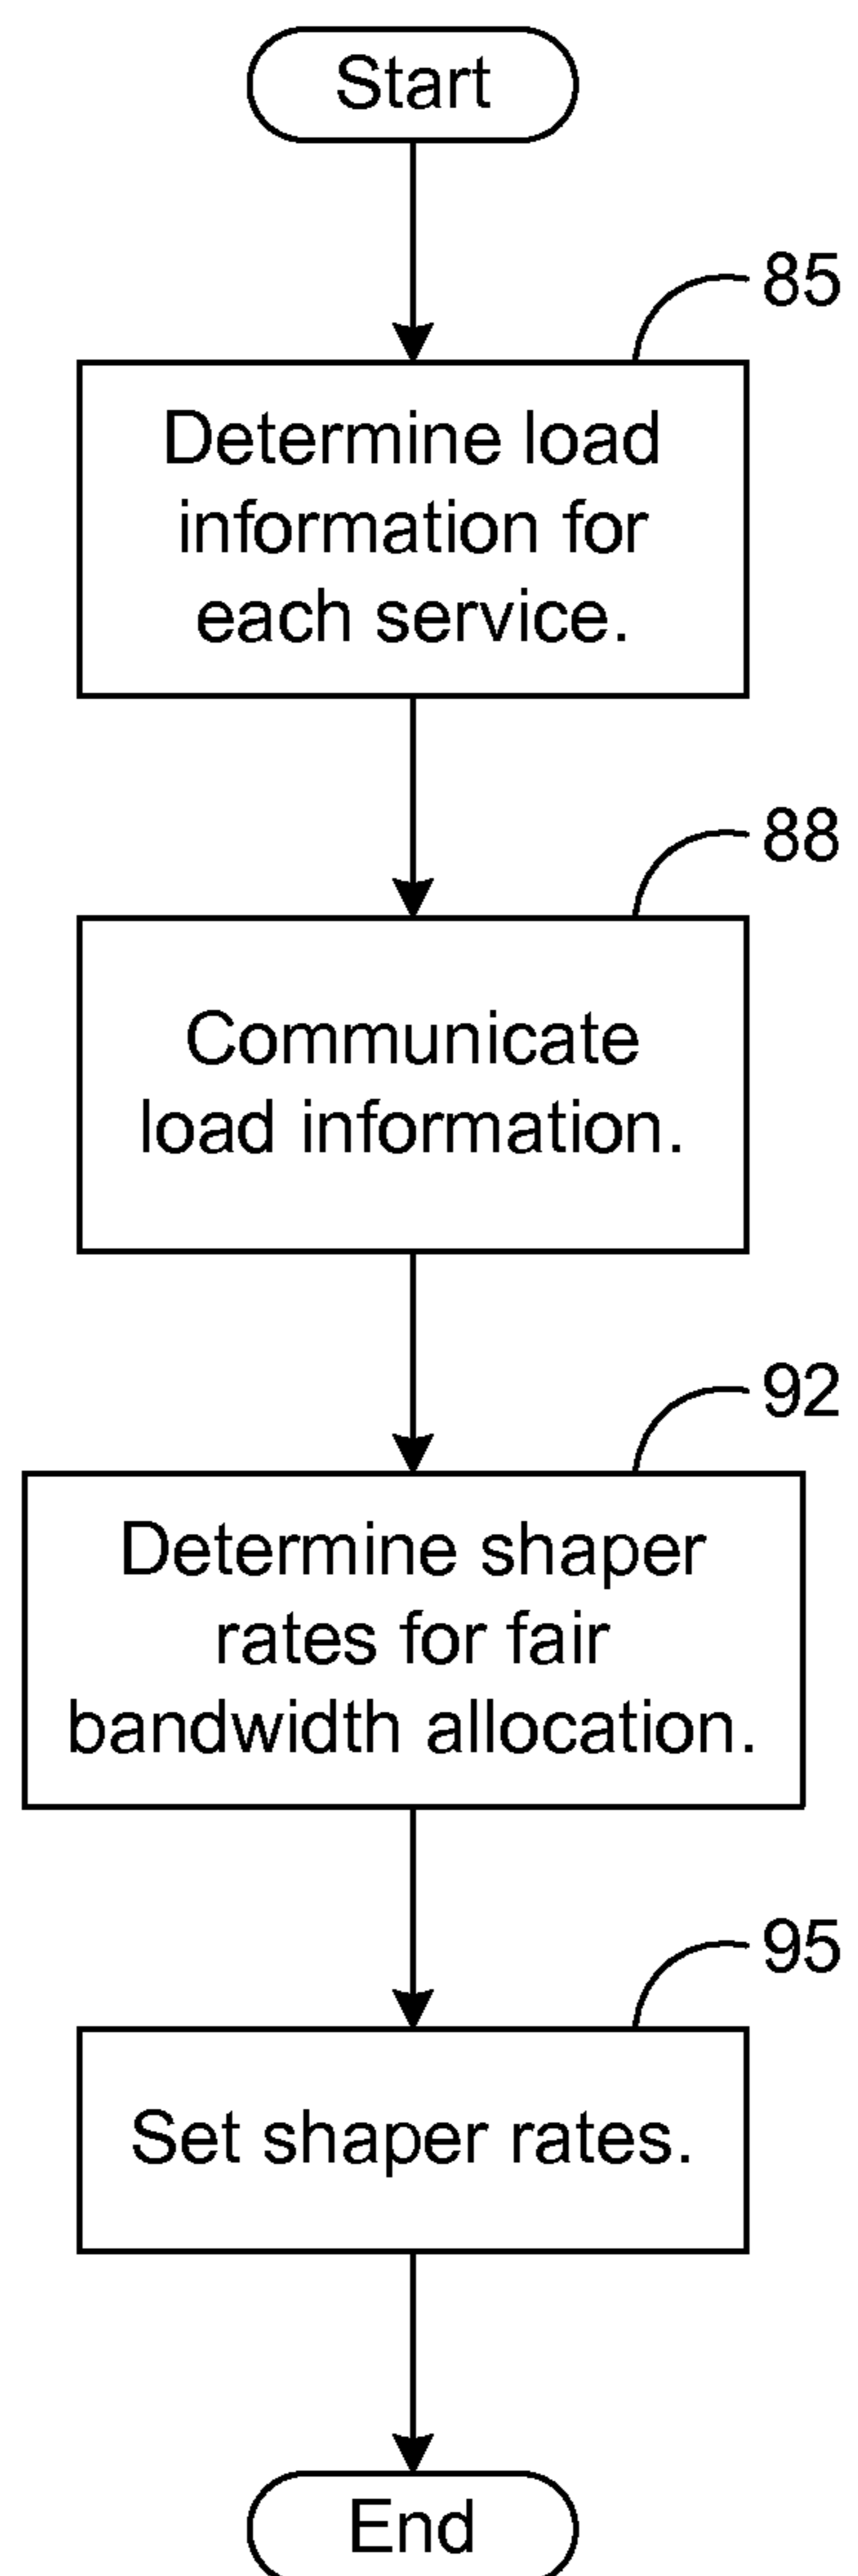 Start
85
Determine load
information for
each service.
88
Communicate
load information.
92
Determine shaper
rates for fair
bandwidth allocation.
95
Set shaper rates.
End